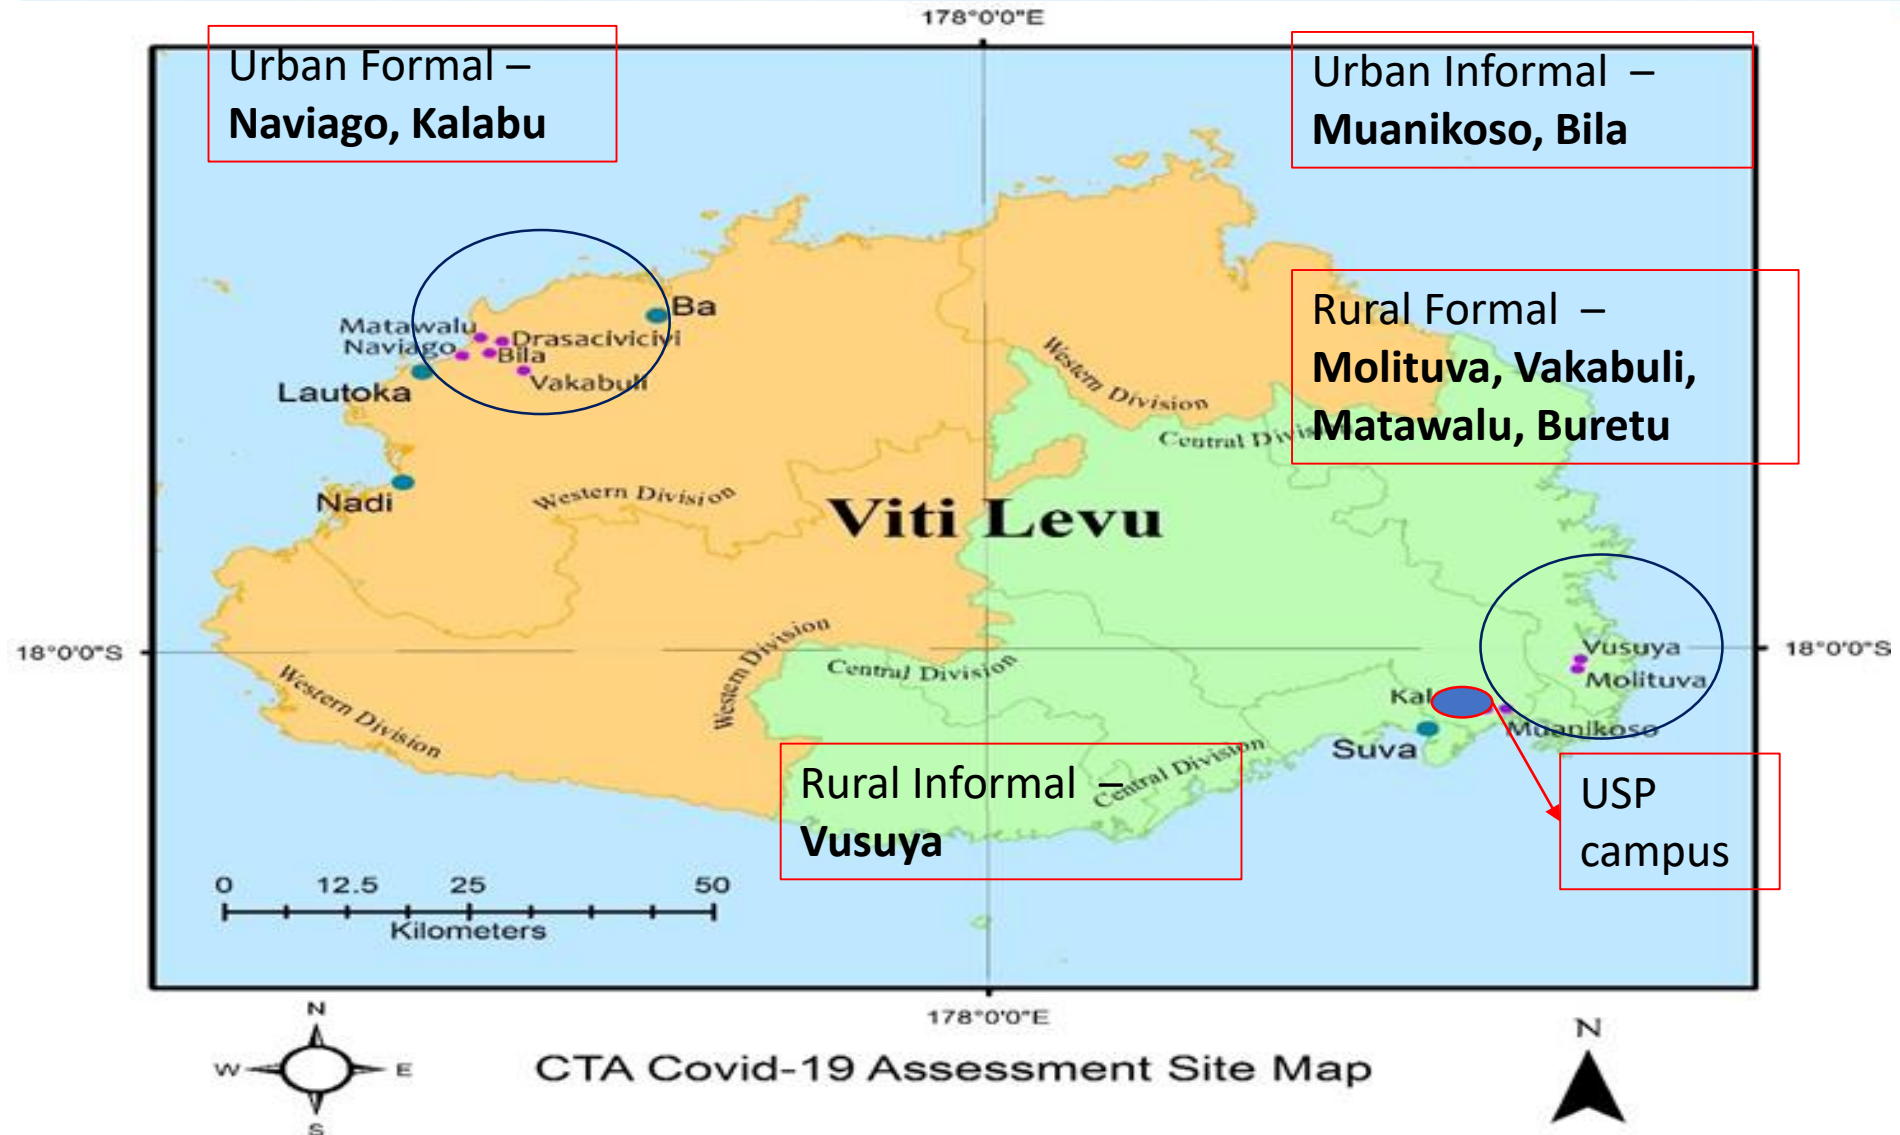 178°0'0"E
Urban Formal –
Naviago, Kalabu
Urban Informal –
Muanikoso, Bila
Rural Formal –
Molituva, Vakabuli,
Matawalu, Buretu
Ba
Matawalu
Drasacivicivi
Naviago
Bila
Vakabuli
Lautoka
Nadi
Western Division
Western Division
Central Division
Viti Levu
18°0'0"S
18°0'0"S
Western Division
Western Division
Central Division
Central Division
Vusuya
Molituva
Kal
Muanikoso
Suva
Rural Informal –
Vusuya
USP
campus
0 12.5 25 50
Kilometers
178°0'0"E
N
W E
S
CTA Covid-19 Assessment Site Map
N